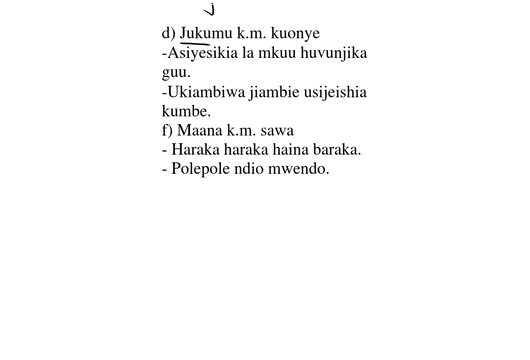 d) Jukumu k.m. kuonye
-Asiyesikia la mkuu huvunjika
guu.
-Ukiambiwa jiambie usijeishia
kumbe.
f) Maana k.m. sawa
- Haraka haraka haina baraka.
- Polepole ndio mwendo.